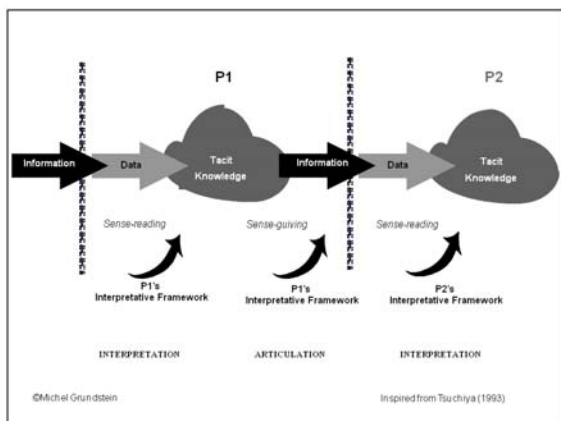 P1
P2
Information
Data
Tacit
Knowledge
Information
Data
Tacit
Knowledge
Sense-reading
Sense-guiving
Sense-reading
P1's
Interpretative Framework
P1's
Interpretative Framework
P2's
Interpretative Framework
INTERPRETATION
ARTICULATION
INTERPRETATION
©Michel Grundstein
Inspired from Tsuchiya (1993)